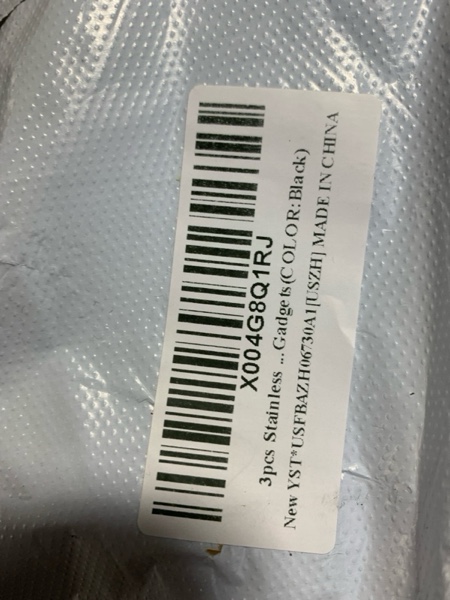 X004G8Q1RJ
3pcs Stainless ...Gadgets(COLOR:Black)
New YST*USFBAZH06730A1[USZH] MADE IN CHINA